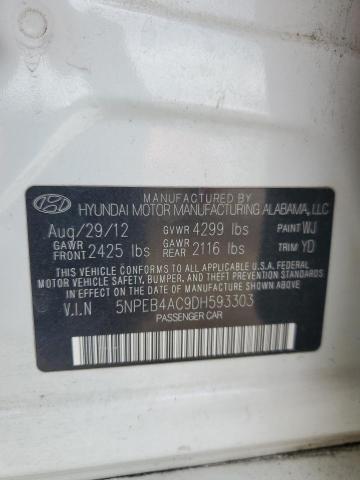 MANUFACTURED BY
HYUNDAI MOTOR MANUFACTURING ALABAMA, LLC
Aug/29/12 GVWR 4299 lbs PAINT WJ
GAWR FRONT 2425 lbs GAWR REAR 2116 lbs TRIM YD
THIS VEHICLE CONFORMS TO ALL APPLICABLE U.S.A. FEDERAL
MOTOR VEHICLE SAFETY, BUMPER, AND THEFT PREVENTION
STANDARDS IN EFFECT ON THE DATE OF MANUFACTURE
SHOWN ABOVE
V.I.N 5NPEB4AC9DH593303
PASSENGER CAR